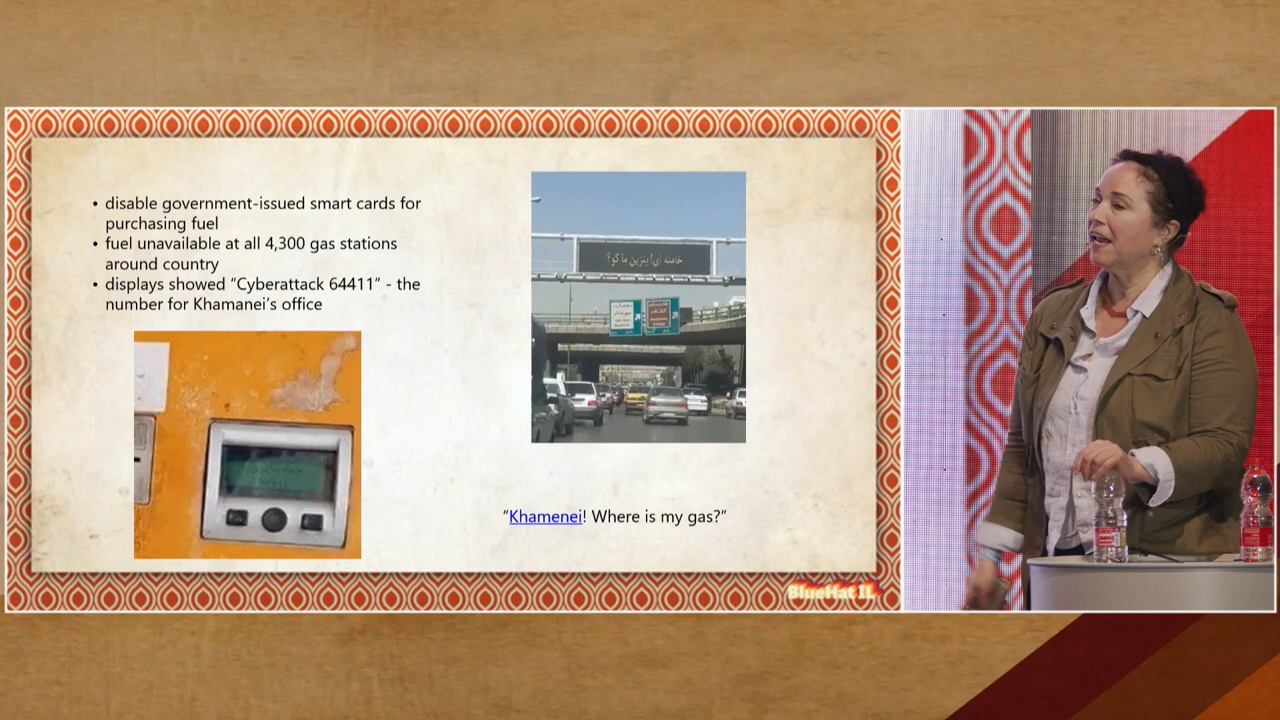 • disable government-issued smart cards for
purchasing fuel
• fuel unavailable at all 4,300 gas stations
around country
• displays showed “Cyberattack 64411” - the
number for Khamanei’s office
خامنه ای! بنزین ما کو؟
“Khamenei! Where is my gas?”
BlueHat IL